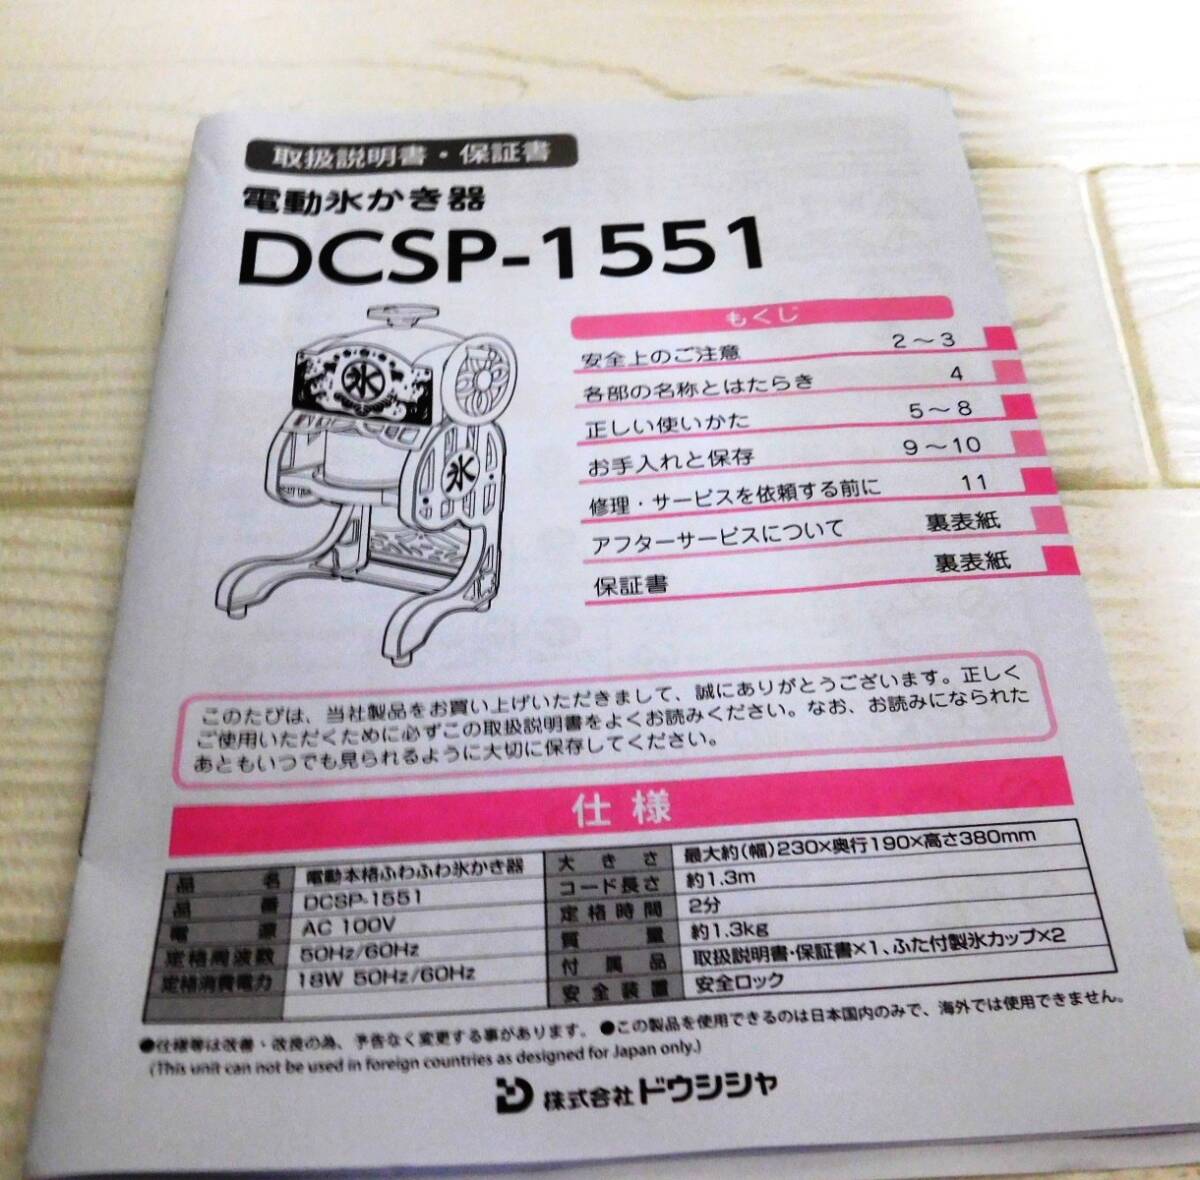 取扱説明書・保証書
電動氷かき器
DCSP-1551
氷
氷
もくじ
安全上のご注意 2～3
各部の名称とはたらき 4
正しい使いかた 5～8
お手入れと保存 9～10
修理・サービスを依頼する前に 11
アフターサービスについて 裏表紙
保証書 裏表紙
このたびは、当社製品をお買い上げいただきまして、誠にありがとうございます。正しく
ご使用いただくために必ずこの取扱説明書をよくお読みください。なお、お読みになられた
あともいつでも見られるように大切に保存してください。
仕様
品名 電動本格ふわふわ氷かき器
品番 DCSP-1551
電源 AC 100V
定格周波数 50Hz/60Hz
定格消費電力 18W 50Hz/60Hz
大きさ 最大約(幅)230×奥行190×高さ380mm
コード長さ 約1.3m
定格時間 2分
質量 約1.3kg
付属品 取扱説明書・保証書×1、ふた付製氷カップ×2
安全装置 安全ロック
●仕様等は改善・改良の為、予告なく変更する事があります。 ●この製品を使用できるのは日本国内のみで、海外では使用できません。
(This unit can not be used in foreign countries as designed for Japan only.)
株式会社ドウシシャ